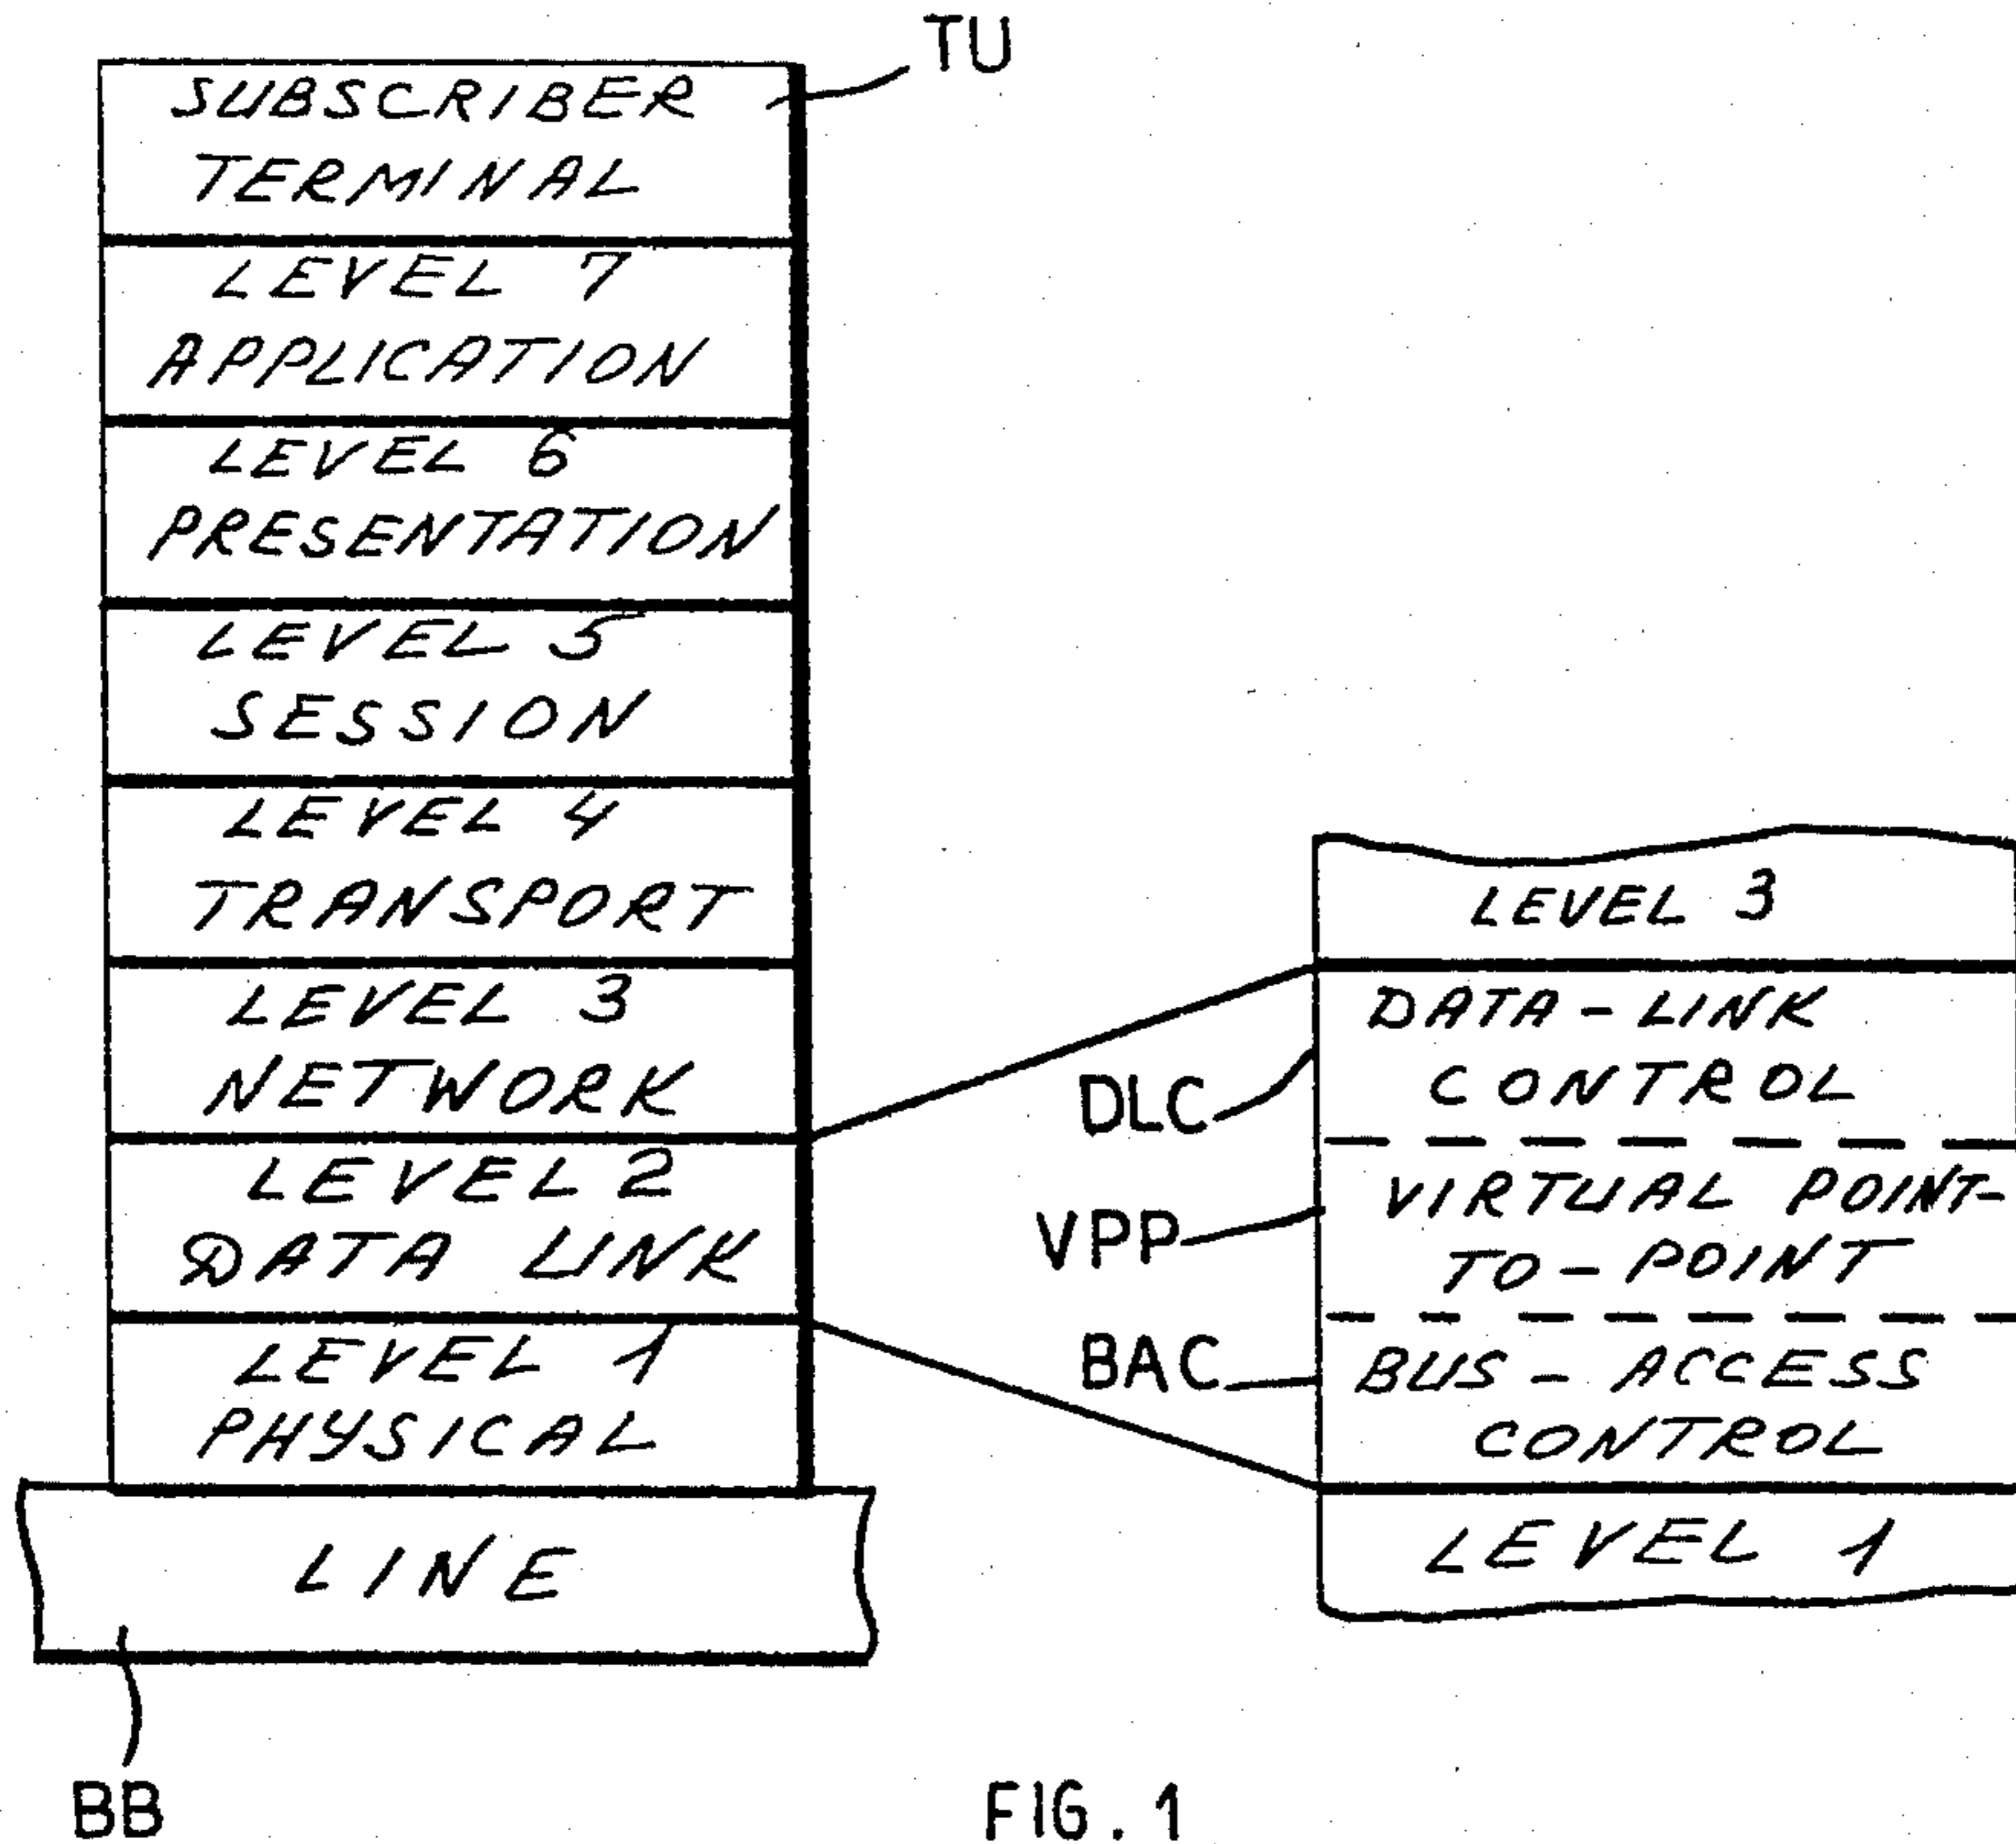 TU
SUBSCRIBER
TERMINAL
LEVEL 7
APPLICATION
LEVEL 6
PRESENTATION
LEVEL 5
SESSION
LEVEL 4
TRANSPORT
LEVEL 3
NETWORK
LEVEL 2
DATA LINK
LEVEL 1
PHYSICAL
LINE
BB
LEVEL 3
DATA-LINK
CONTROL
DLC
VIRTUAL POINT-
TO-POINT
VPP
BUS-ACCESS
CONTROL
BAC
LEVEL 1
FIG. 1